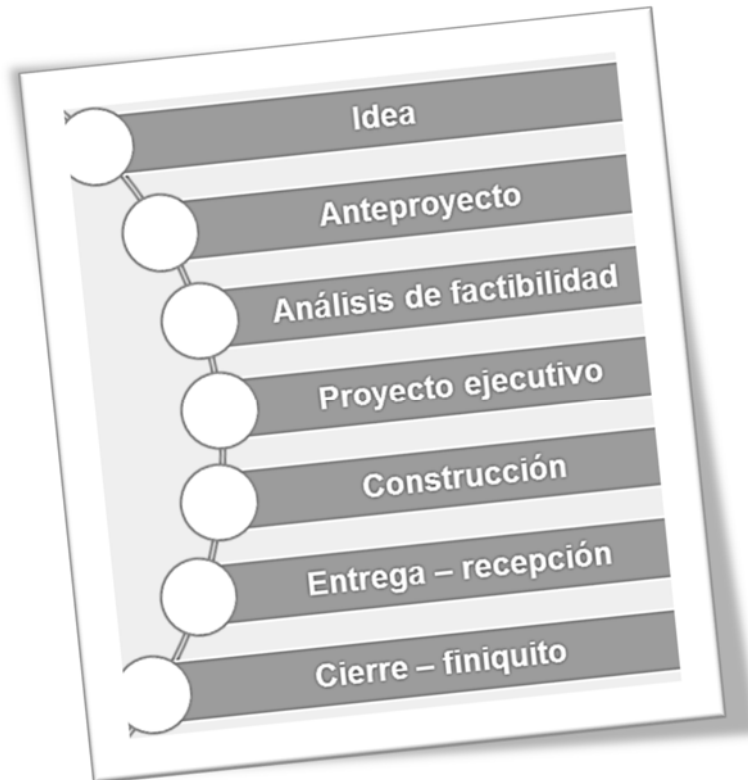 Idea
Anteproyecto
Análisis de factibilidad
Proyecto ejecutivo
Construcción
Entrega – recepción
Cierre – finiquito